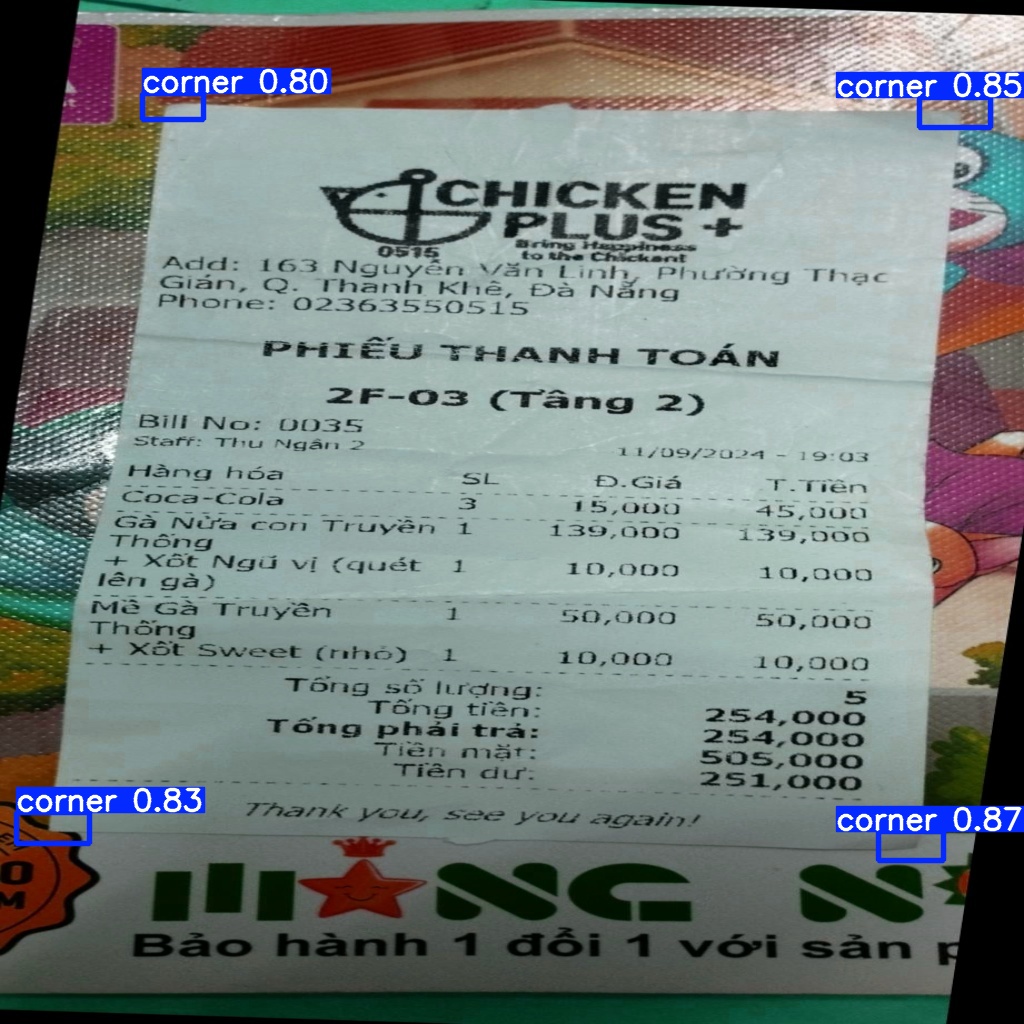 corner 0.80
corner 0.85
CHICKEN
PLUS +
0515
Bring Happiness
to the Chickent
Add: 163 Nguyễn Văn Linh, Phường Thạc
Gián, Q. Thanh Khê, Đà Nẵng
Phone: 02363550515
PHIẾU THANH TOÁN
2F-03 (Tầng 2)
Bill No: 0035
Staff: Thu Ngân 2
11/09/2024 - 19:03
Hàng hóa SL Đ.Giá T.Tiền
Coca-Cola 3 15,000 45,000
Gà Nửa con Truyền 1 139,000 139,000
Thống
+ Xốt Ngũ vị (quét 1 10,000 10,000
lên gà)
Mề Gà Truyền 1 50,000 50,000
Thống
+ Xốt Sweet (nhỏ) 1 10,000 10,000
Tổng số lượng: 5
Tổng tiền: 254,000
Tổng phải trả: 254,000
Tiền mặt: 505,000
Tiền dư: 251,000
Thank you, see you again!
corner 0.83
corner 0.87
Bảo hành 1 đổi 1 với sản p